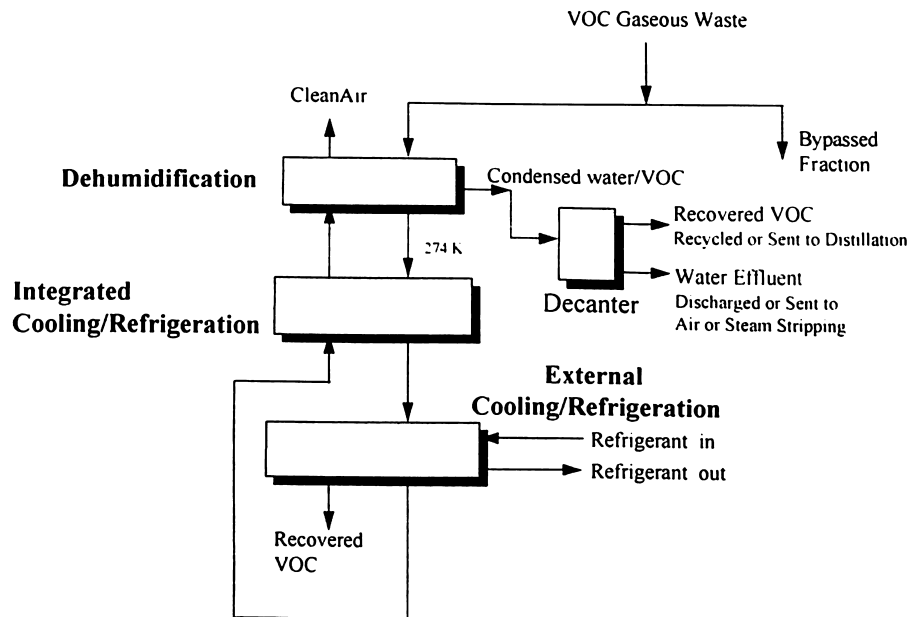 VOC Gaseous Waste
CleanAir
Bypassed
Fraction
Dehumidification
Condensed water/VOC
Recovered VOC
Recycled or Sent to Distillation
274 K
Water Effluent
Discharged or Sent to
Air or Steam Stripping
Decanter
Integrated
Cooling/Refrigeration
External
Cooling/Refrigeration
Refrigerant in
Refrigerant out
Recovered
VOC